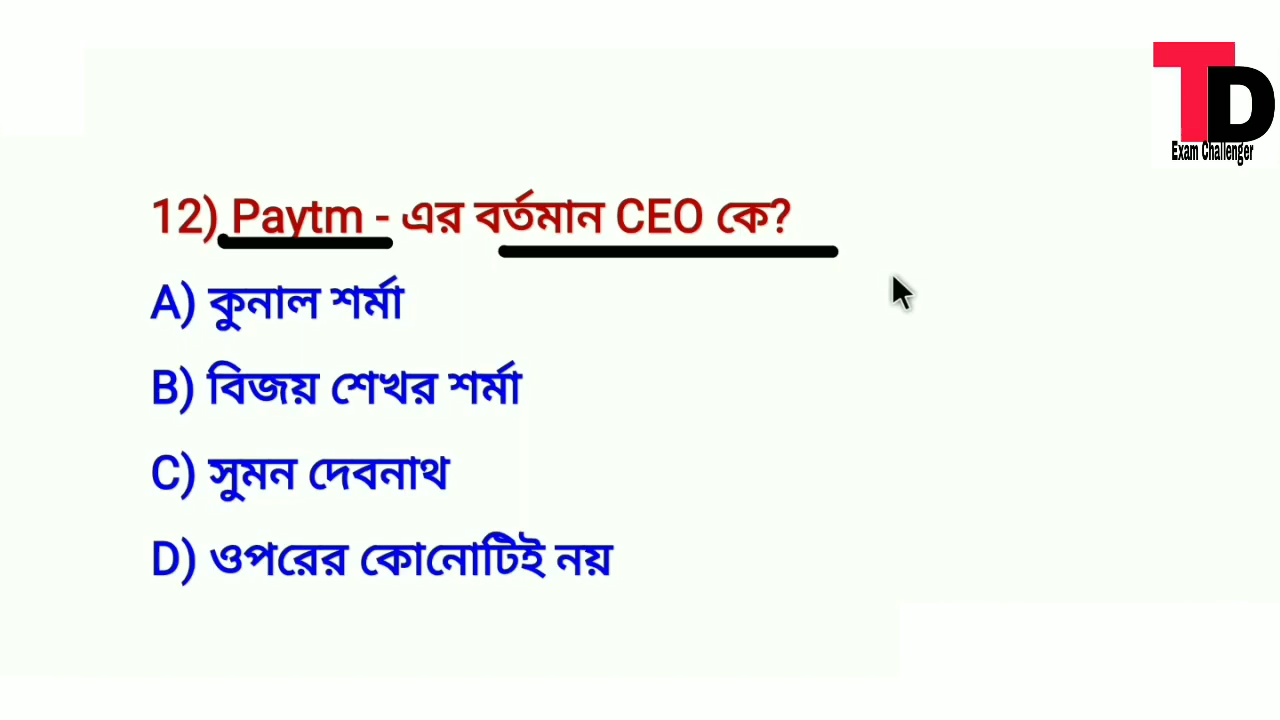 TD
Exam Challenger
12) Paytm - এর বর্তমান CEO কে?
A) কুনাল শর্মা
B) বিজয় শেখর শর্মা
C) সুমন দেবনাথ
D) ওপরের কোনোটিই নয়